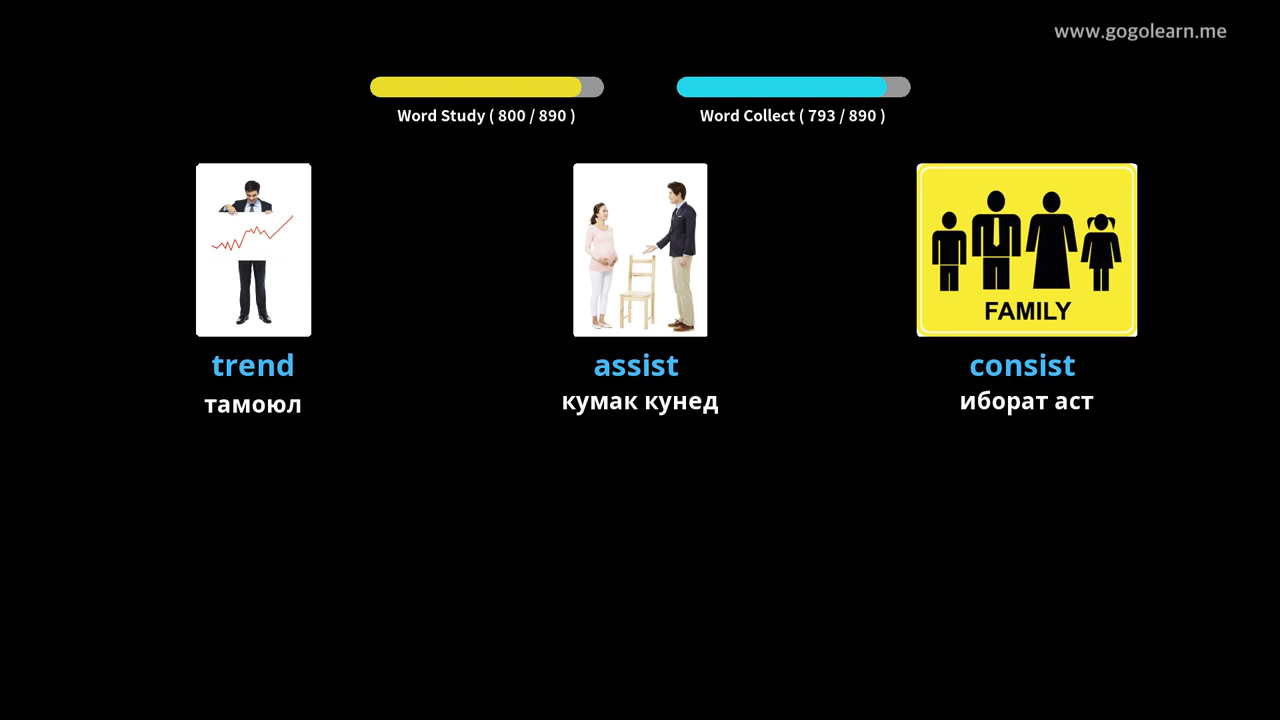 www.gogolearn.me
Word Study ( 800 / 890 )
Word Collect ( 793 / 890 )
FAMILY
trend
assist
consist
тамоюл
кумак кунед
иборат аст